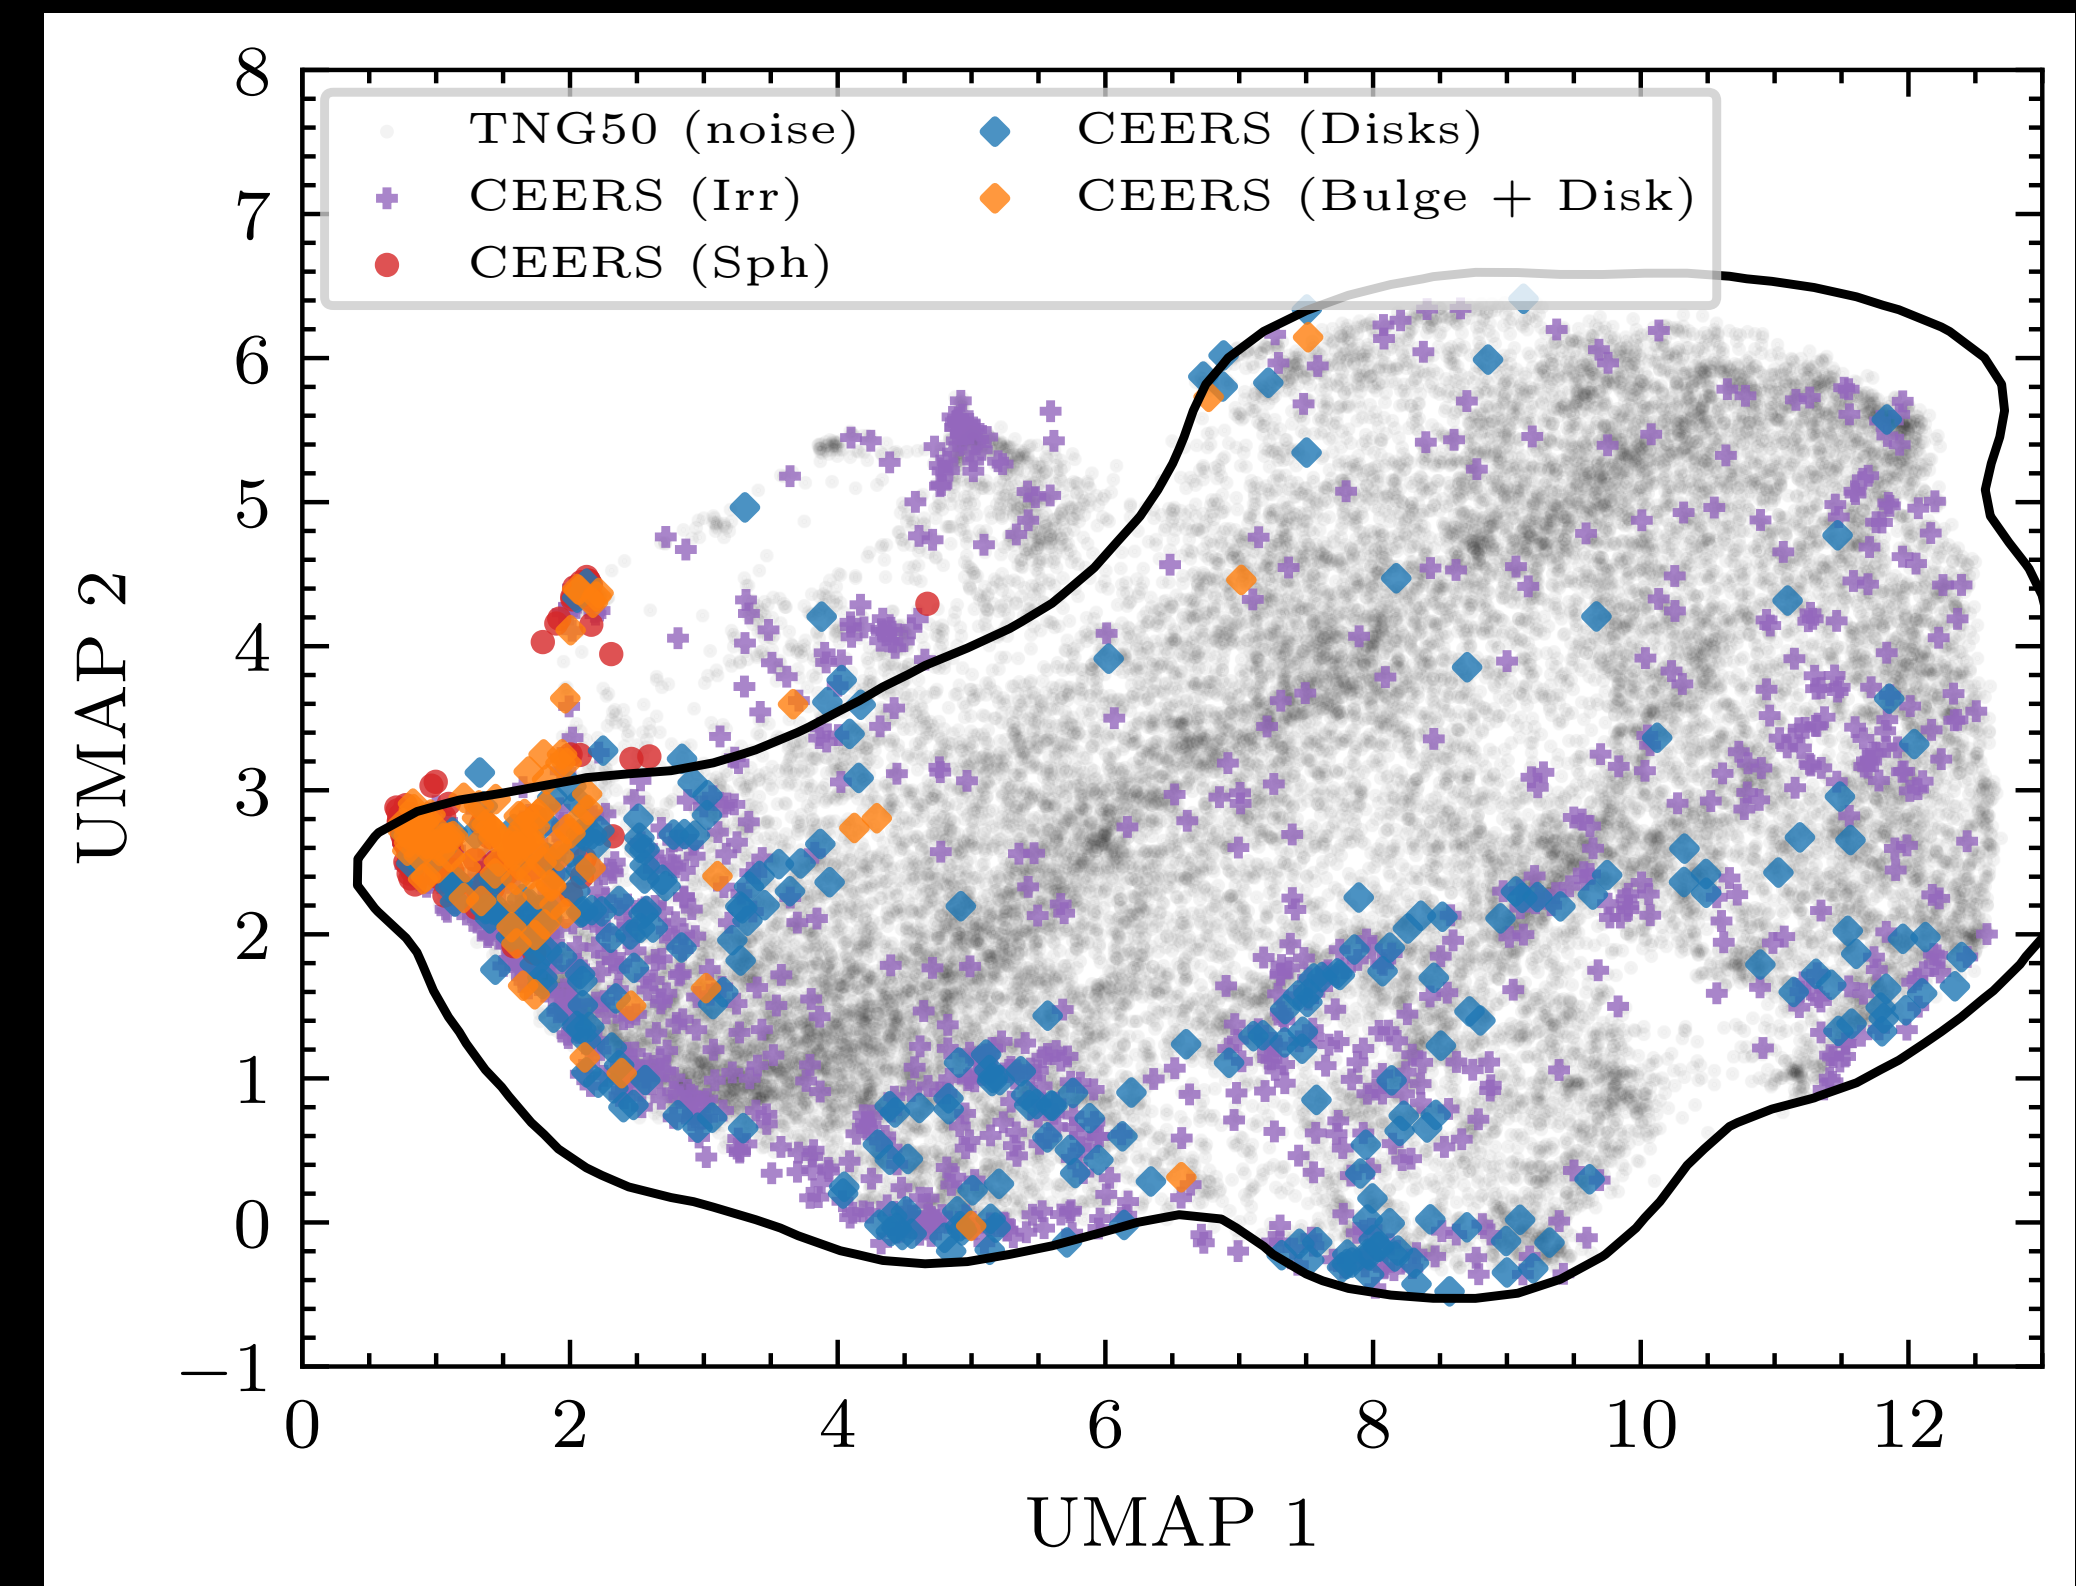 8
7
6
5
4
3
2
1
0
−1
UMAP 2
TNG50 (noise)
CEERS (Irr)
CEERS (Sph)
CEERS (Disks)
CEERS (Bulge + Disk)
0 2 4 6 8 10 12
UMAP 1